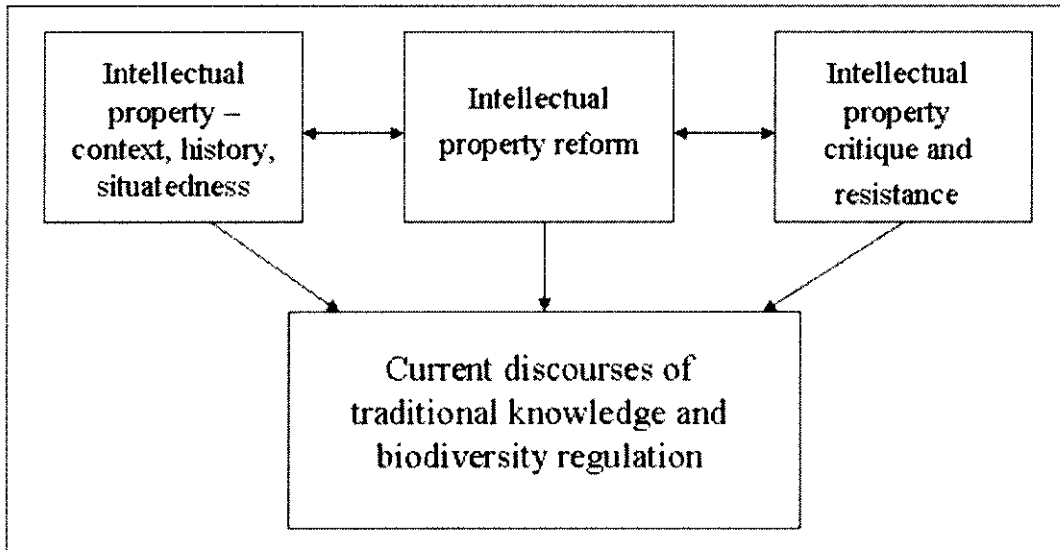 Intellectual
property –
context, history,
situatedness
Intellectual
property reform
Intellectual
property
critique and
resistance
Current discourses of
traditional knowledge and
biodiversity regulation